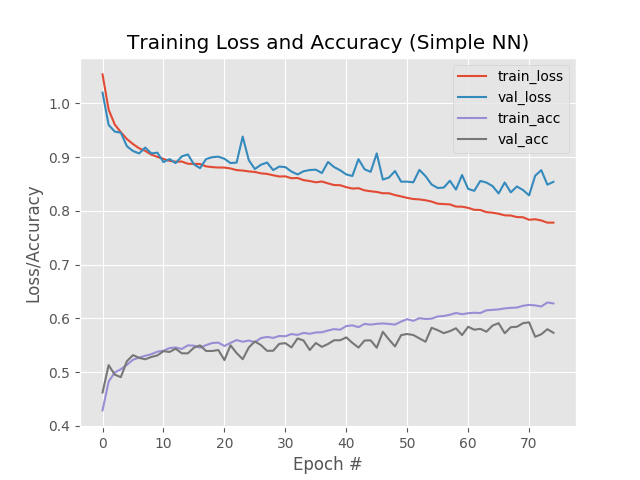 Training Loss and Accuracy (Simple NN)
train_loss
val_loss
train_acc
val_acc
Loss/Accuracy
1.0
0.9
0.8
0.7
0.6
0.5
0.4
0 10 20 30 40 50 60 70
Epoch #